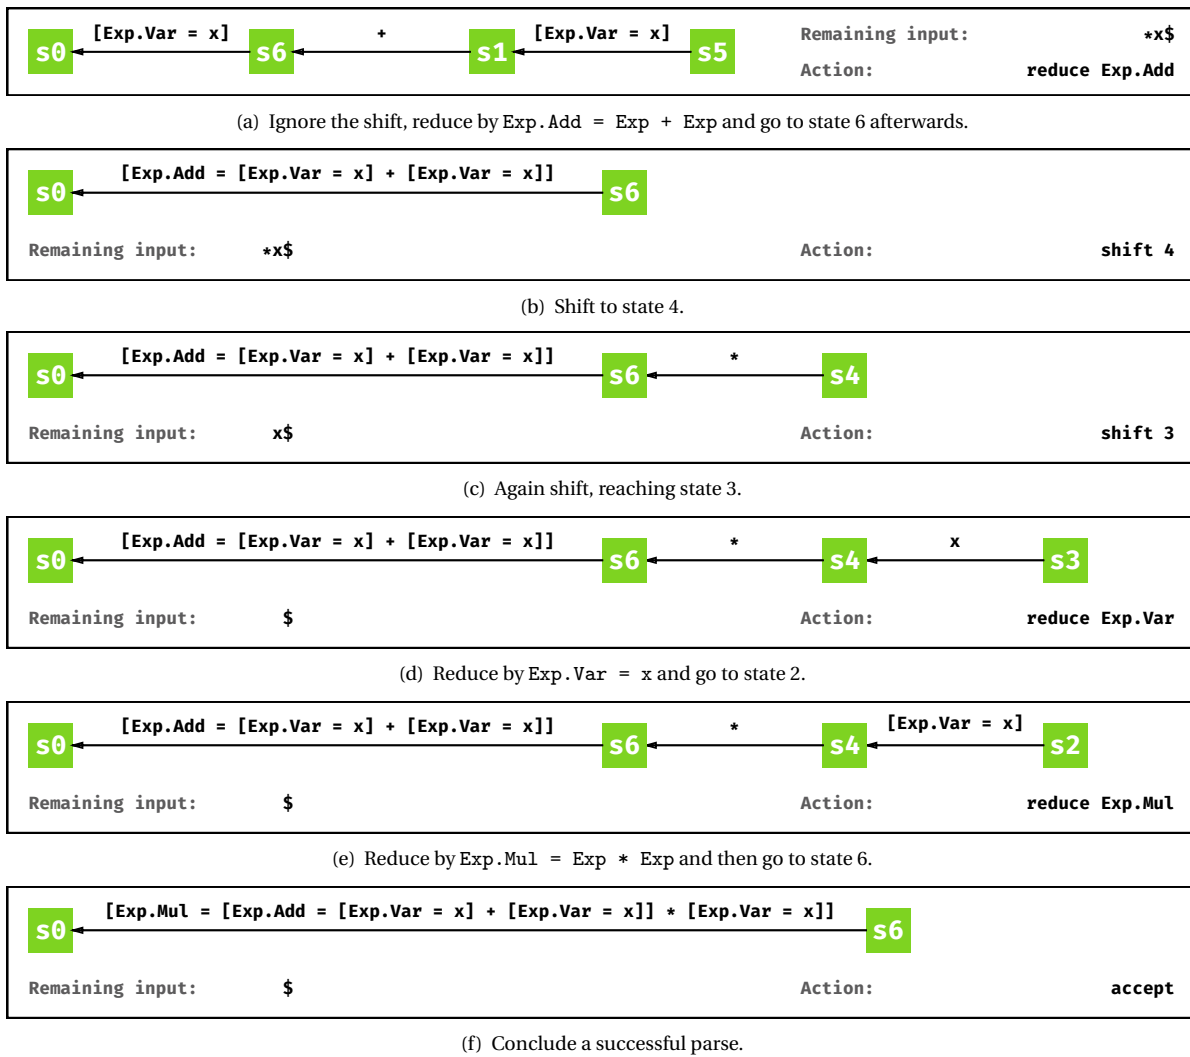 [Exp.Var = x] + [Exp.Var = x]
s0 s6 s1 s5
Remaining input: *x$
Action: reduce Exp.Add
(a) Ignore the shift, reduce by Exp.Add = Exp + Exp and go to state 6 afterwards.
[Exp.Add = [Exp.Var = x] + [Exp.Var = x]]
s0 s6
Remaining input: *x$ Action: shift 4
(b) Shift to state 4.
[Exp.Add = [Exp.Var = x] + [Exp.Var = x]] *
s0 s6 s4
Remaining input: x$ Action: shift 3
(c) Again shift, reaching state 3.
[Exp.Add = [Exp.Var = x] + [Exp.Var = x]] * x
s0 s6 s4 s3
Remaining input: $ Action: reduce Exp.Var
(d) Reduce by Exp.Var = x and go to state 2.
[Exp.Add = [Exp.Var = x] + [Exp.Var = x]] * [Exp.Var = x]
s0 s6 s4 s2
Remaining input: $ Action: reduce Exp.Mul
(e) Reduce by Exp.Mul = Exp * Exp and then go to state 6.
[Exp.Mul = [Exp.Add = [Exp.Var = x] + [Exp.Var = x]] * [Exp.Var = x]]
s0 s6
Remaining input: $ Action: accept
(f) Conclude a successful parse.